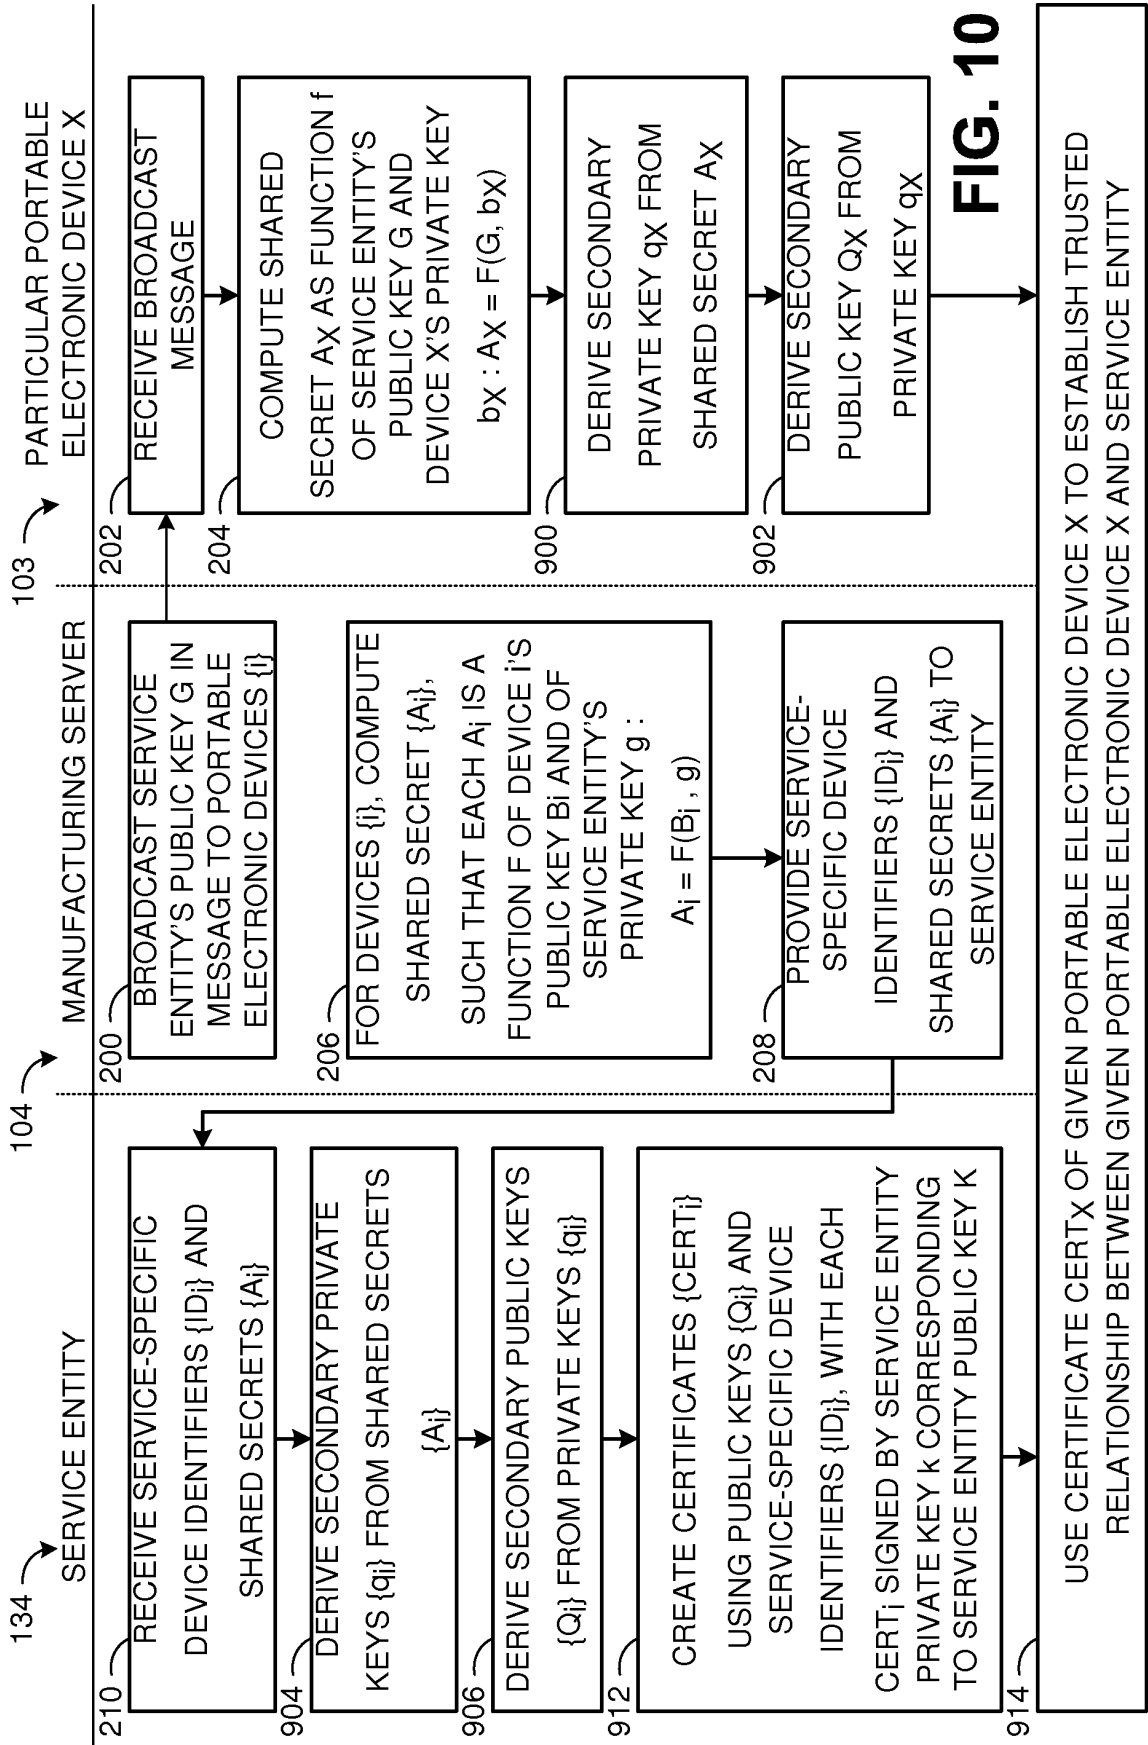 134
SERVICE ENTITY
104
MANUFACTURING SERVER
103
PARTICULAR PORTABLE
ELECTRONIC DEVICE X
210
RECEIVE SERVICE-SPECIFIC
DEVICE IDENTIFIERS {IDi} AND
SHARED SECRETS {Ai}
904
DERIVE SECONDARY PRIVATE
KEYS {qi} FROM SHARED SECRETS
{Ai}
906
DERIVE SECONDARY PUBLIC KEYS
{Qi} FROM PRIVATE KEYS {qi}
912
CREATE CERTIFICATES {CERTi}
USING PUBLIC KEYS {Qi} AND
SERVICE-SPECIFIC DEVICE
IDENTIFIERS {IDi}, WITH EACH
CERTi SIGNED BY SERVICE ENTITY
PRIVATE KEY k CORRESPONDING
TO SERVICE ENTITY PUBLIC KEY K
200
BROADCAST SERVICE
ENTITY'S PUBLIC KEY G IN
MESSAGE TO PORTABLE
ELECTRONIC DEVICES {i}
206
FOR DEVICES {i}, COMPUTE
SHARED SECRET {Ai},
SUCH THAT EACH Ai IS A
FUNCTION F OF DEVICE i'S
PUBLIC KEY Bi AND OF
SERVICE ENTITY'S
PRIVATE KEY g :
Ai = F(Bi , g)
208
PROVIDE SERVICE-
SPECIFIC DEVICE
IDENTIFIERS {IDi} AND
SHARED SECRETS {Ai} TO
SERVICE ENTITY
202
RECEIVE BROADCAST
MESSAGE
204
COMPUTE SHARED
SECRET AX AS FUNCTION f
OF SERVICE ENTITY'S
PUBLIC KEY G AND
DEVICE X'S PRIVATE KEY
bX : AX = F(G, bX)
900
DERIVE SECONDARY
PRIVATE KEY qX FROM
SHARED SECRET AX
902
DERIVE SECONDARY
PUBLIC KEY QX FROM
PRIVATE KEY qX
914
USE CERTIFICATE CERTX OF GIVEN PORTABLE ELECTRONIC DEVICE X TO ESTABLISH TRUSTED
RELATIONSHIP BETWEEN GIVEN PORTABLE ELECTRONIC DEVICE X AND SERVICE ENTITY
FIG. 10